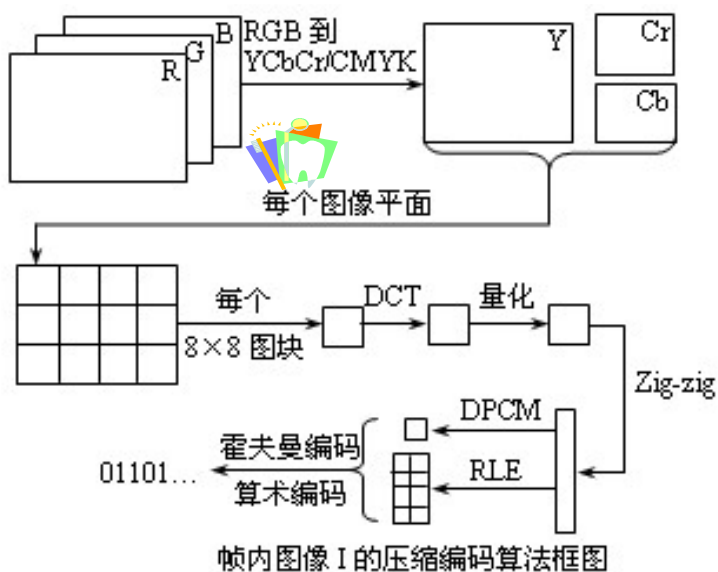 R
G
B
RGB 到
YCbCr/CMYK
Y
Cr
Cb
每个图像平面
每个
8×8 图块
DCT
量化
Zig-zig
DPCM
RLE
霍夫曼编码
算术编码
01101…
帧内图像 I 的压缩编码算法框图